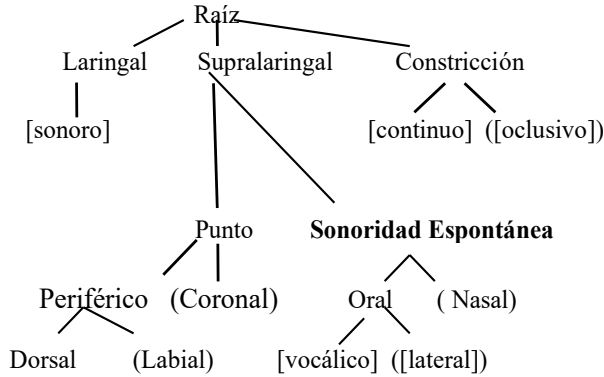 Raíz
Laringal Supralaringal Constricción
[sonoro] [continuo] ([oclusivo])
Punto Sonoridad Espontánea
Periférico (Coronal) Oral ( Nasal)
Dorsal (Labial) [vocálico] ([lateral])